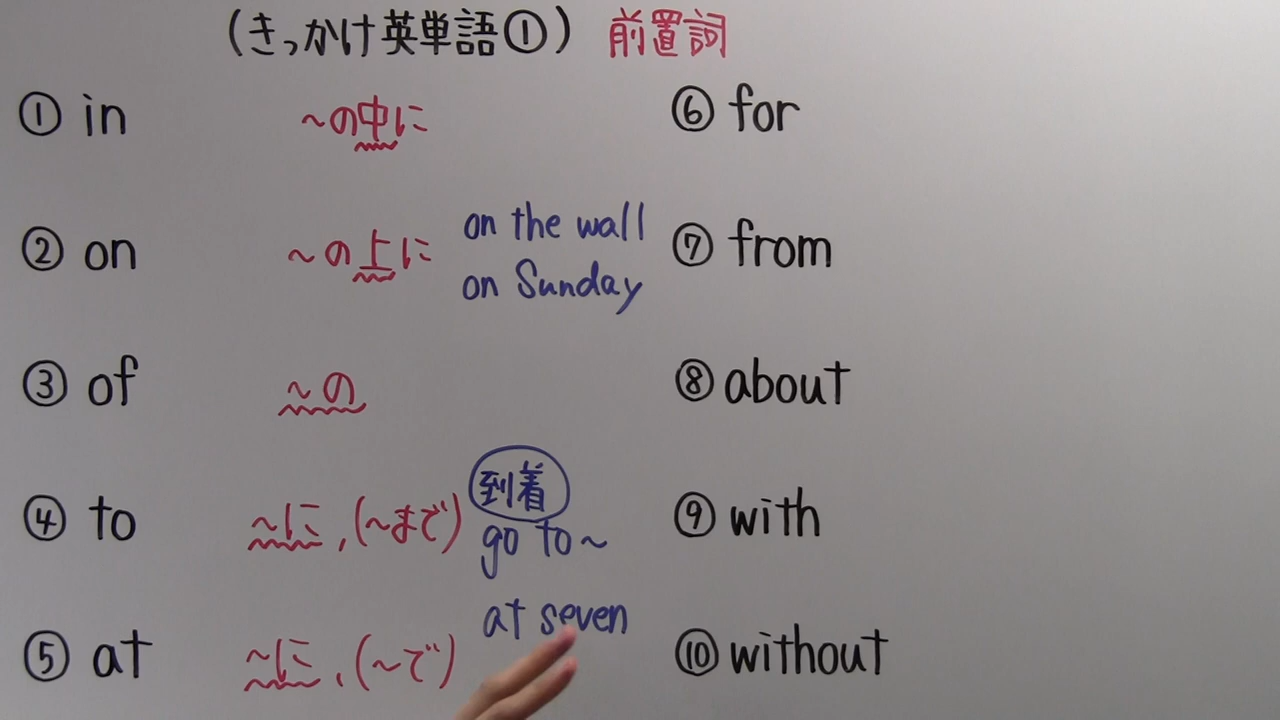 (きっかけ英単語①) 前置詞
① in ～の中に
② on ～の上に
on the wall
on Sunday
③ of ～の
④ to ～に,(～まで)
到着
go to～
⑤ at ～に,(～で)
at seven
⑥ for
⑦ from
⑧ about
⑨ with
⑩ without